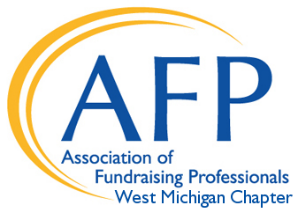 AFP
Association of
Fundraising Professionals
West Michigan Chapter